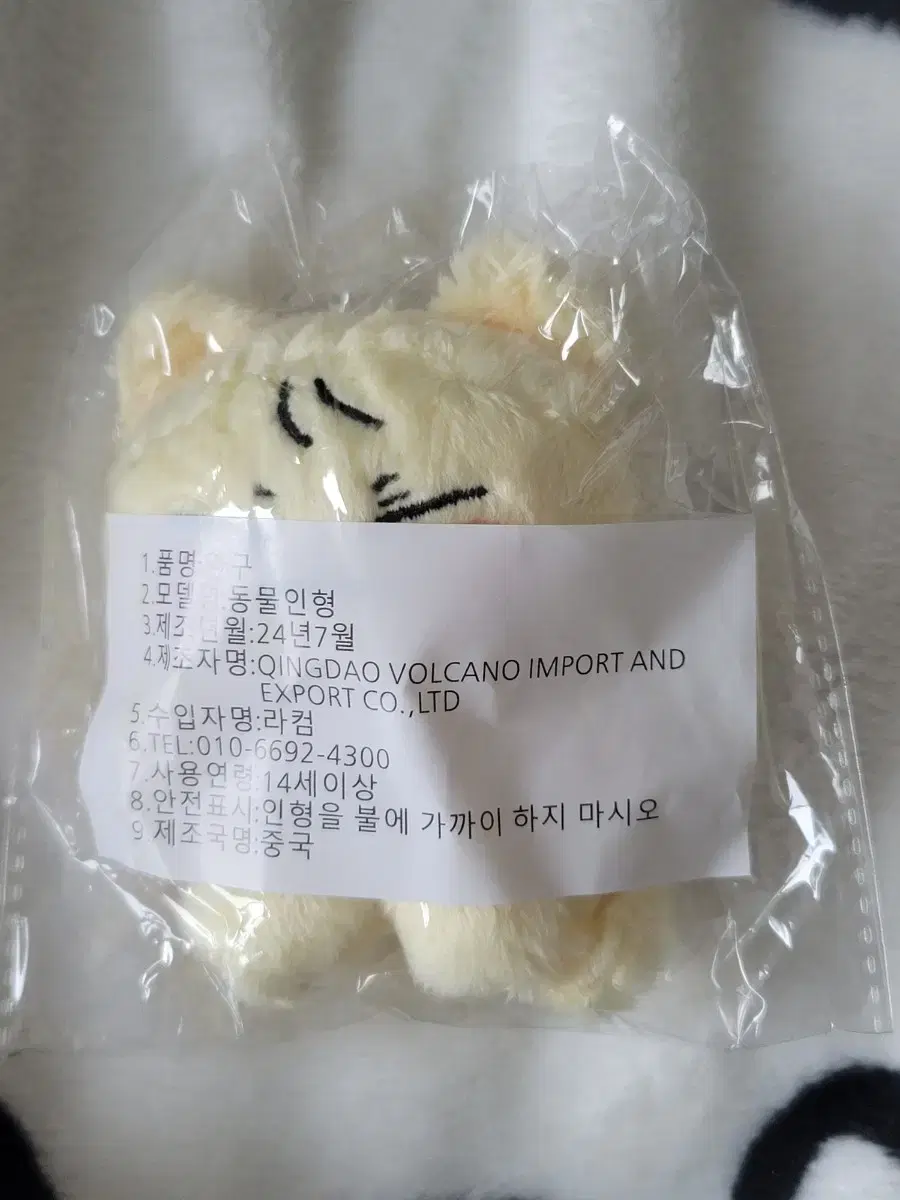 1.품명: 구
2.모델명:동물인형
3.제조년월:24년7월
4.제조자명:QINGDAO VOLCANO IMPORT AND
EXPORT CO.,LTD
5.수입자명:라컴
6.TEL:010-6692-4300
7.사용연령:14세이상
8.안전표시:인형을 불에 가까이 하지 마시오
9.제조국명:중국